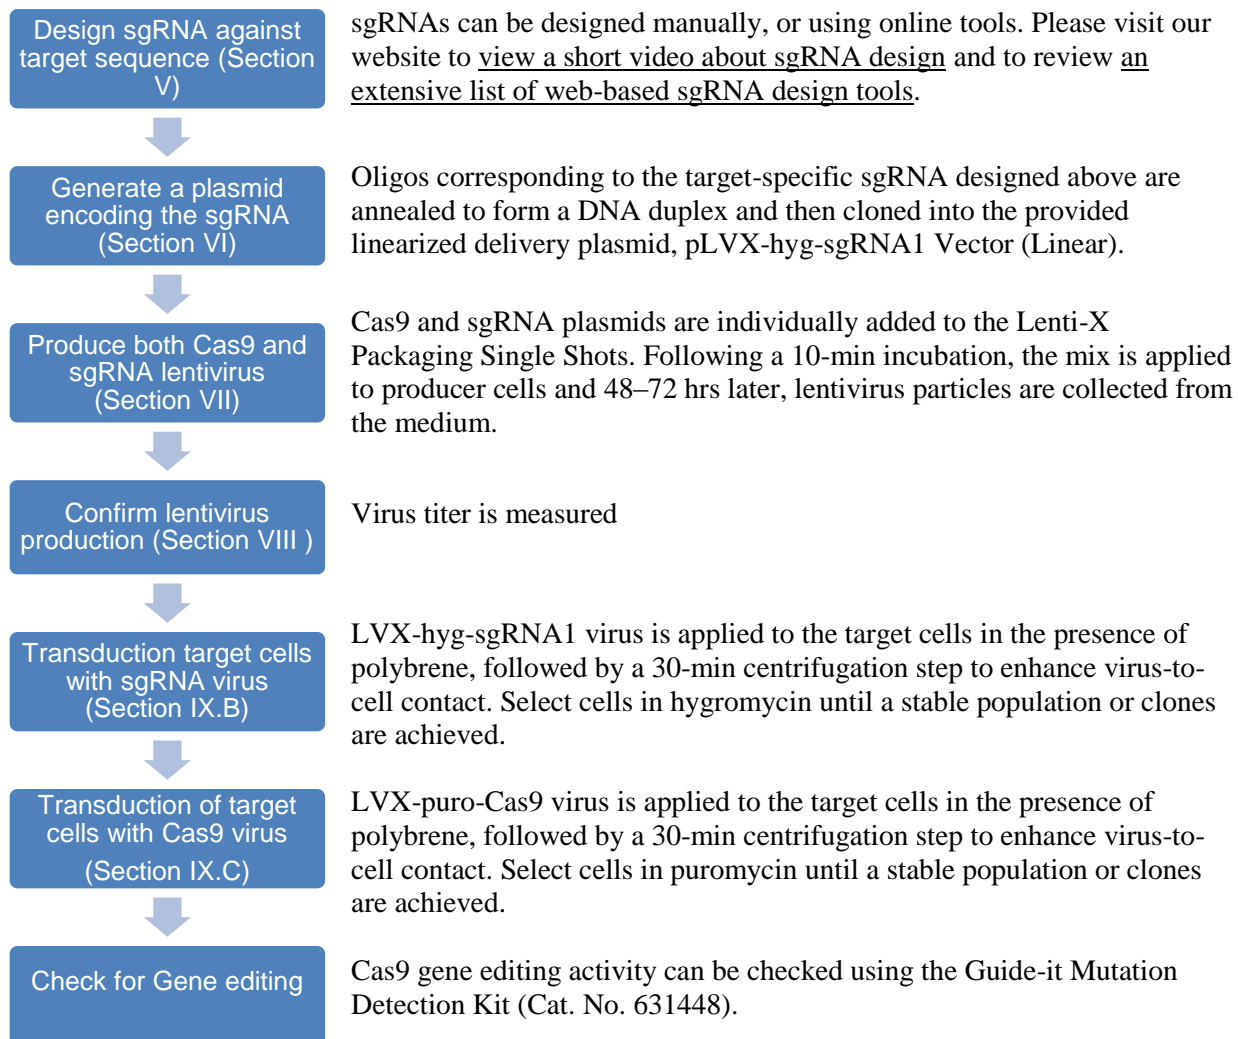 Design sgRNA against
target sequence (Section
V)
sgRNAs can be designed manually, or using online tools. Please visit our
website to view a short video about sgRNA design and to review an
extensive list of web-based sgRNA design tools.
Generate a plasmid
encoding the sgRNA
(Section VI)
Oligos corresponding to the target-specific sgRNA designed above are
annealed to form a DNA duplex and then cloned into the provided
linearized delivery plasmid, pLVX-hyg-sgRNA1 Vector (Linear).
Produce both Cas9 and
sgRNA lentivirus
(Section VII)
Cas9 and sgRNA plasmids are individually added to the Lenti-X
Packaging Single Shots. Following a 10-min incubation, the mix is applied
to producer cells and 48–72 hrs later, lentivirus particles are collected from
the medium.
Confirm lentivirus
production (Section VIII )
Virus titer is measured
Transduction target cells
with sgRNA virus
(Section IX.B)
LVX-hyg-sgRNA1 virus is applied to the target cells in the presence of
polybrene, followed by a 30-min centrifugation step to enhance virus-to-
cell contact. Select cells in hygromycin until a stable population or clones
are achieved.
Transduction of target
cells with Cas9 virus
(Section IX.C)
LVX-puro-Cas9 virus is applied to the target cells in the presence of
polybrene, followed by a 30-min centrifugation step to enhance virus-to-
cell contact. Select cells in puromycin until a stable population or clones
are achieved.
Check for Gene editing
Cas9 gene editing activity can be checked using the Guide-it Mutation
Detection Kit (Cat. No. 631448).